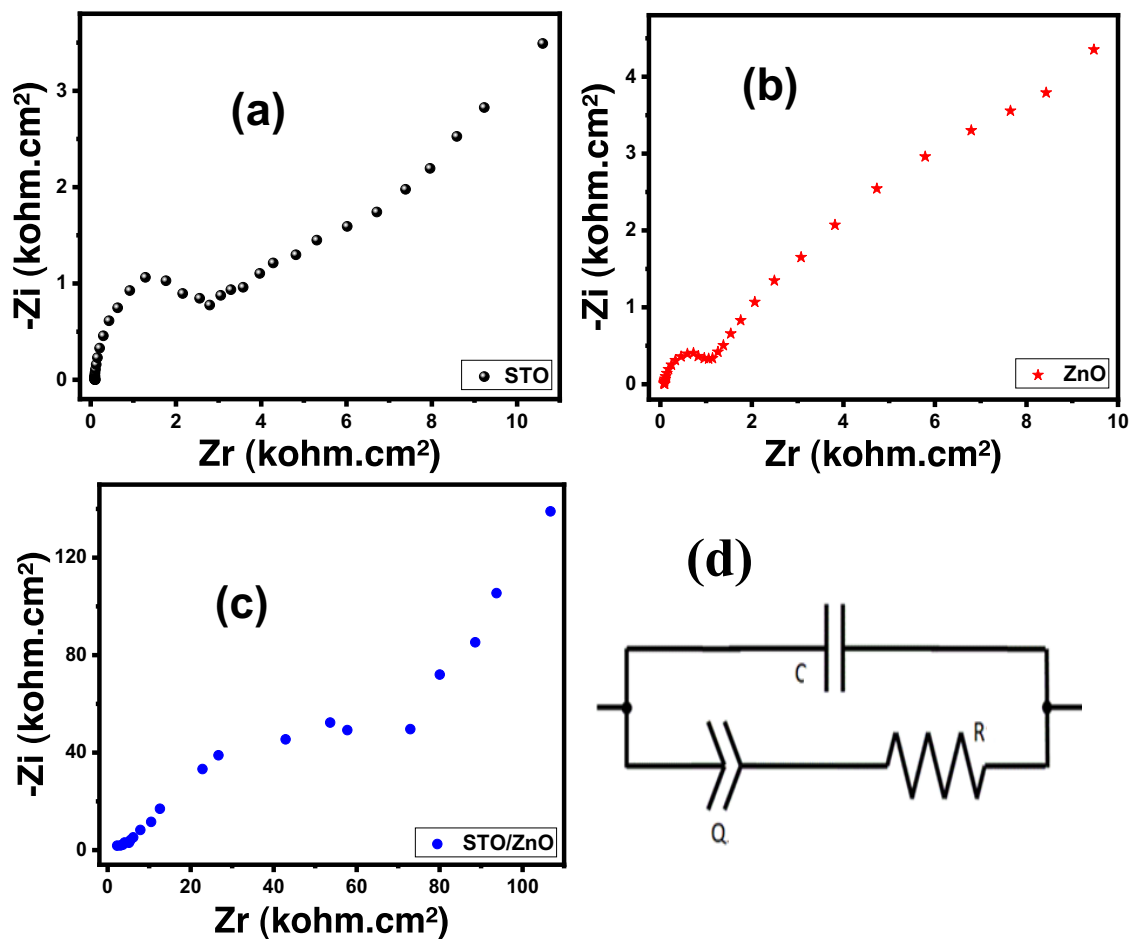 (a)
-Zi (kohm.cm²)
3
2
1
0
STO
0 2 4 6 8 10
Zr (kohm.cm²)
(b)
-Zi (kohm.cm²)
4
3
2
1
0
ZnO
0 2 4 6 8 10
Zr (kohm.cm²)
(c)
-Zi (kohm.cm²)
120
80
40
0
STO/ZnO
0 20 40 60 80 100
Zr (kohm.cm²)
(d)
C
R
Q